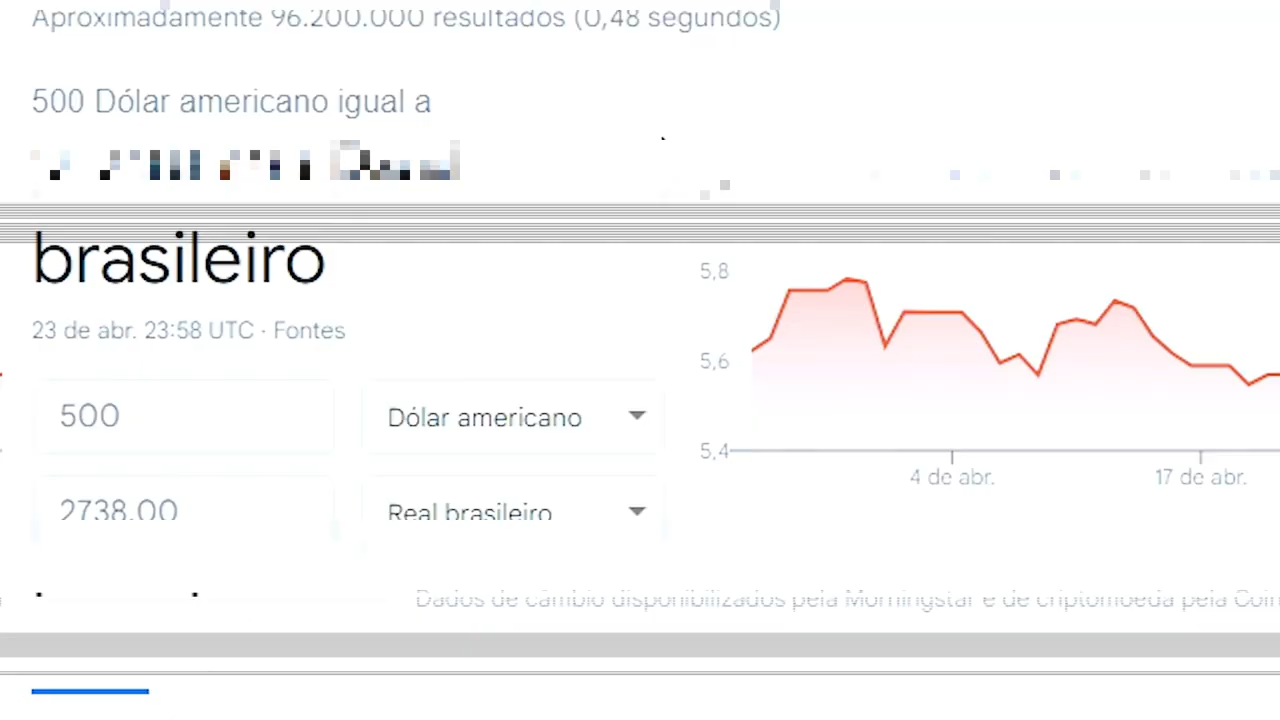 Aproximadamente 96.200.000 resultados (0,48 segundos)
500 Dólar americano igual a
brasileiro
23 de abr. 23:58 UTC · Fontes
500
Dólar americano
2738.00
Real brasileiro
5,8
5,6
5,4
4 de abr.
17 de abr.
Dados de câmbio disponibilizados pela Morningstar e de criptomoeda pela